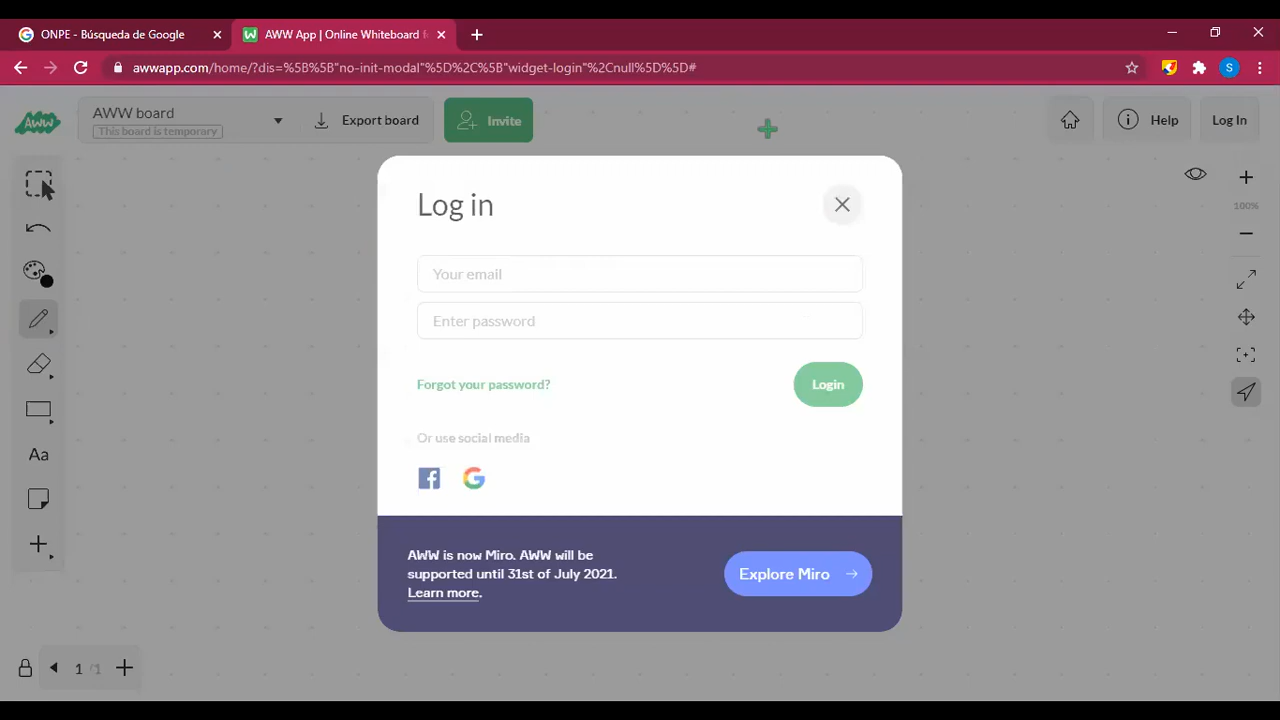 ONPE - Búsqueda de Google
AWW App | Online Whiteboard f
S
awwapp.com/home/?dis=%5B%5B"no-init-modal"%5D%2C%5B"widget-login"%2Cnull%5D%5D#
AWW
AWW board
This board is temporary
Export board
Invite
Help
Log In
100%
Log in
Your email
Enter password
Forgot your password?
Login
Or use social media
Aa
AWW is now Miro. AWW will be
supported until 31st of July 2021.
Learn more.
Explore Miro
1 /1